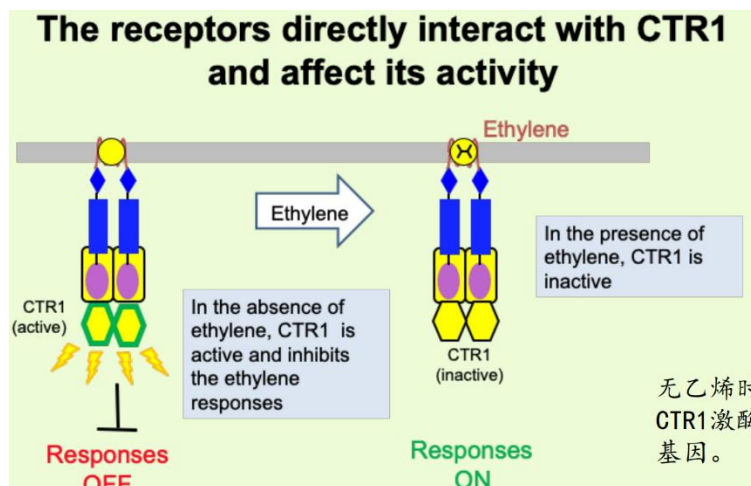 The receptors directly interact with CTR1
and affect its activity
Ethylene
Ethylene
In the presence of
ethylene, CTR1 is
inactive
CTR1
(active)
In the absence of
ethylene, CTR1 is
active and inhibits
the ethylene
responses
CTR1
(inactive)
无乙烯时
CTR1激酶
基因。
Responses
OFF
Responses
ON